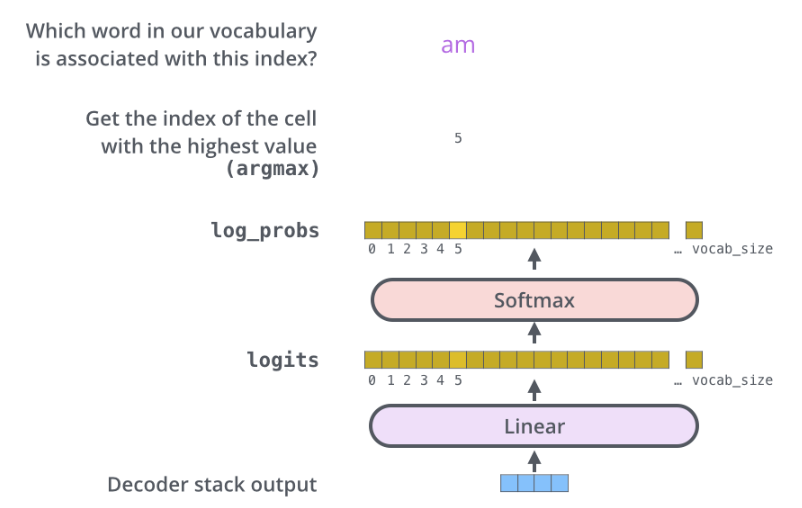 Which word in our vocabulary
is associated with this index?
am
Get the index of the cell
with the highest value
(argmax)
5
log_probs
0 1 2 3 4 5 … vocab_size
Softmax
logits
0 1 2 3 4 5 … vocab_size
Linear
Decoder stack output